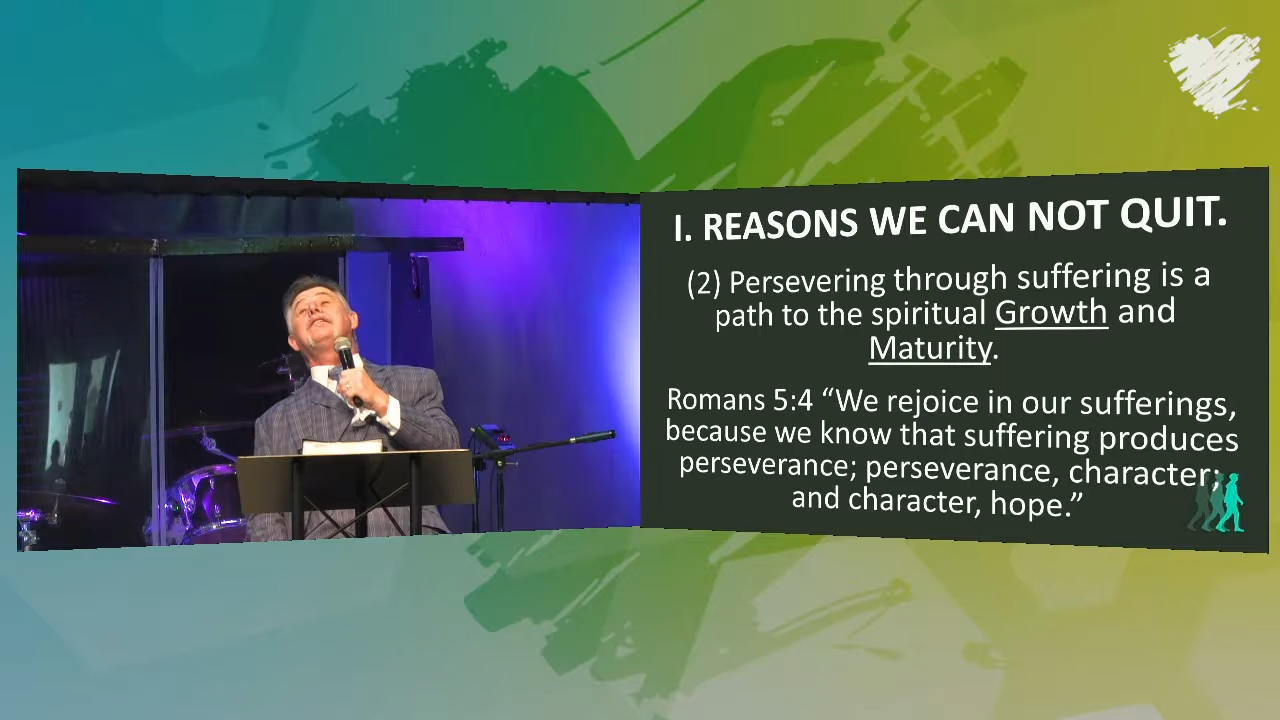 I. REASONS WE CAN NOT QUIT.
(2) Persevering through suffering is a
path to the spiritual Growth and
Maturity.
Romans 5:4 “We rejoice in our sufferings,
because we know that suffering produces
perseverance; perseverance, character;
and character, hope.”